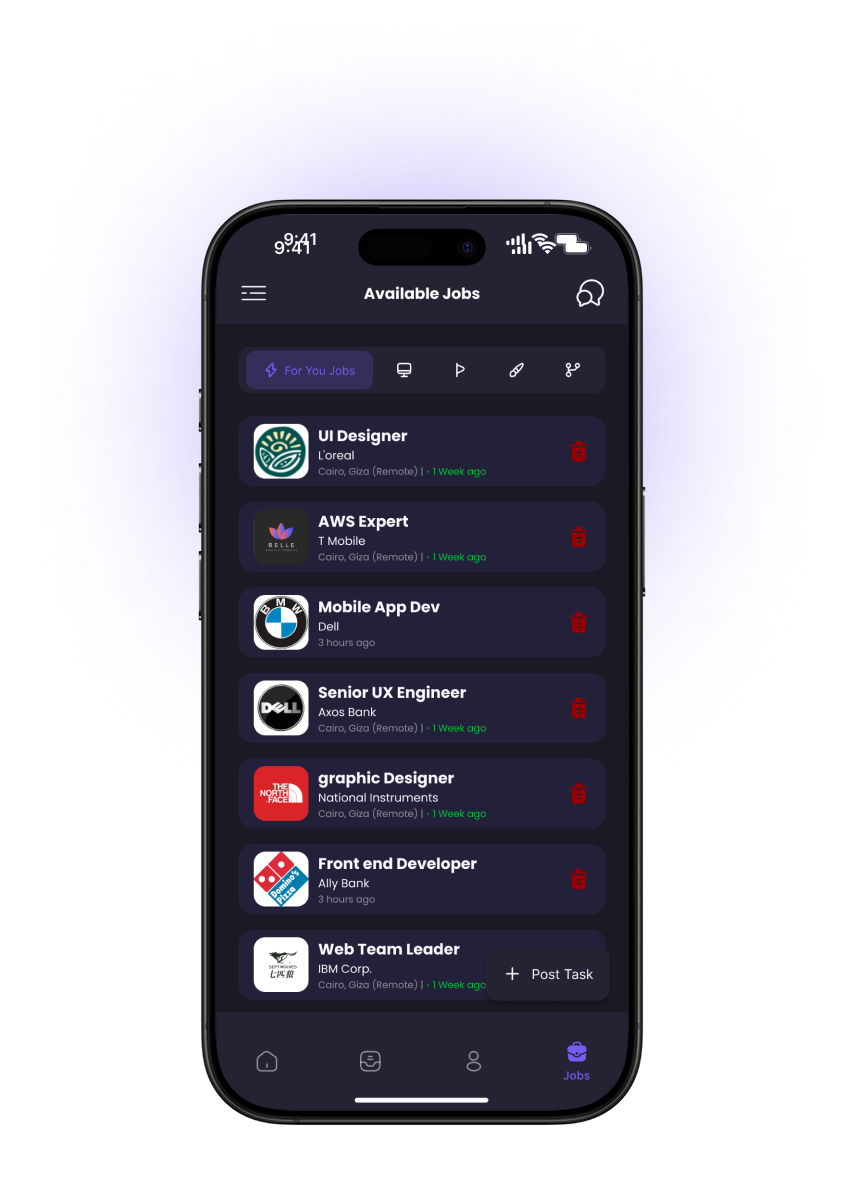 9:41
9:41
Available Jobs
For You Jobs
UI Designer
L'oreal
Cairo, Giza (Remote) | • 1 Week ago
BELLE
AWS Expert
T Mobile
Cairo, Giza (Remote) | • 1 Week ago
BMW
Mobile App Dev
Dell
3 hours ago
DELL
Senior UX Engineer
Axos Bank
Cairo, Giza (Remote) | • 1 Week ago
THE
NORTH
FACE
graphic Designer
National Instruments
Cairo, Giza (Remote) | • 1 Week ago
Domino's
Pizza
Front end Developer
Ally Bank
3 hours ago
SEPTWOLVES
七匹狼
Web Team Leader
IBM Corp.
Cairo, Giza (Remote) | • 1 Week ago
+ Post Task
Jobs